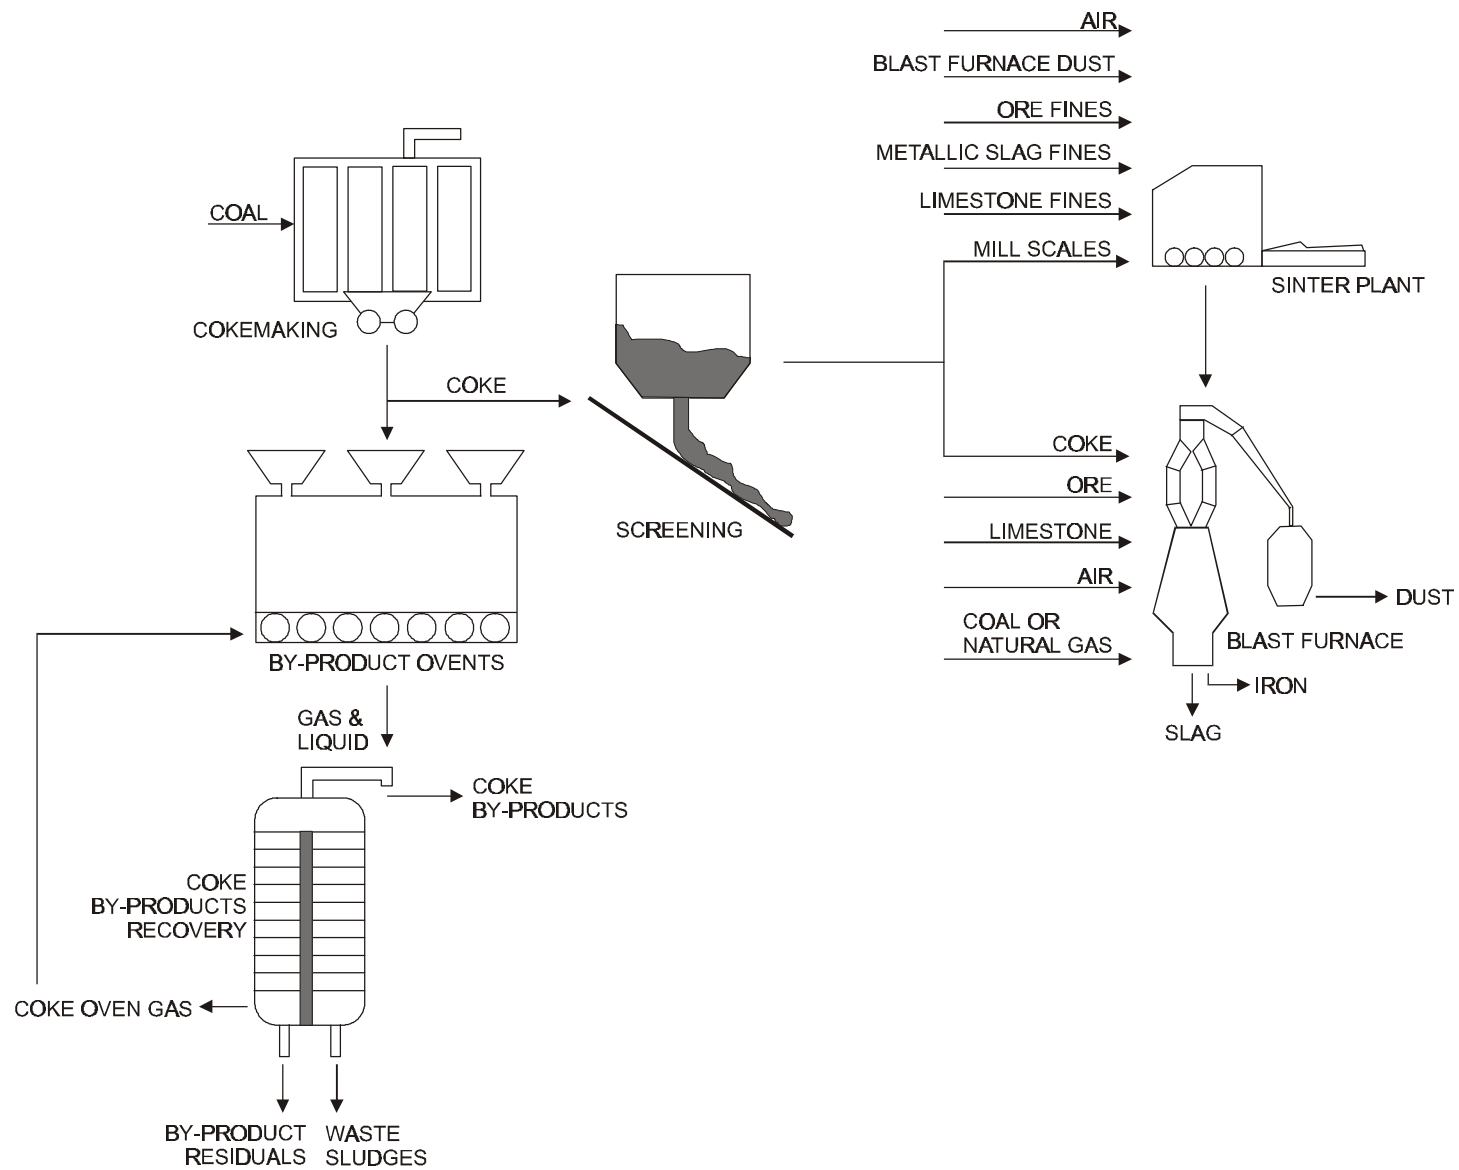 AIR
BLAST FURNACE DUST
ORE FINES
METALLIC SLAG FINES
LIMESTONE FINES
MILL SCALES
SINTER PLANT
COAL
COKEMAKING
COKE
SCREENING
COKE
ORE
LIMESTONE
AIR
COAL OR
NATURAL GAS
DUST
BLAST FURNACE
IRON
SLAG
BY-PRODUCT OVENTS
GAS &
LIQUID
COKE
BY-PRODUCTS
COKE
BY-PRODUCTS
RECOVERY
COKE OVEN GAS
BY-PRODUCT
RESIDUALS
WASTE
SLUDGES